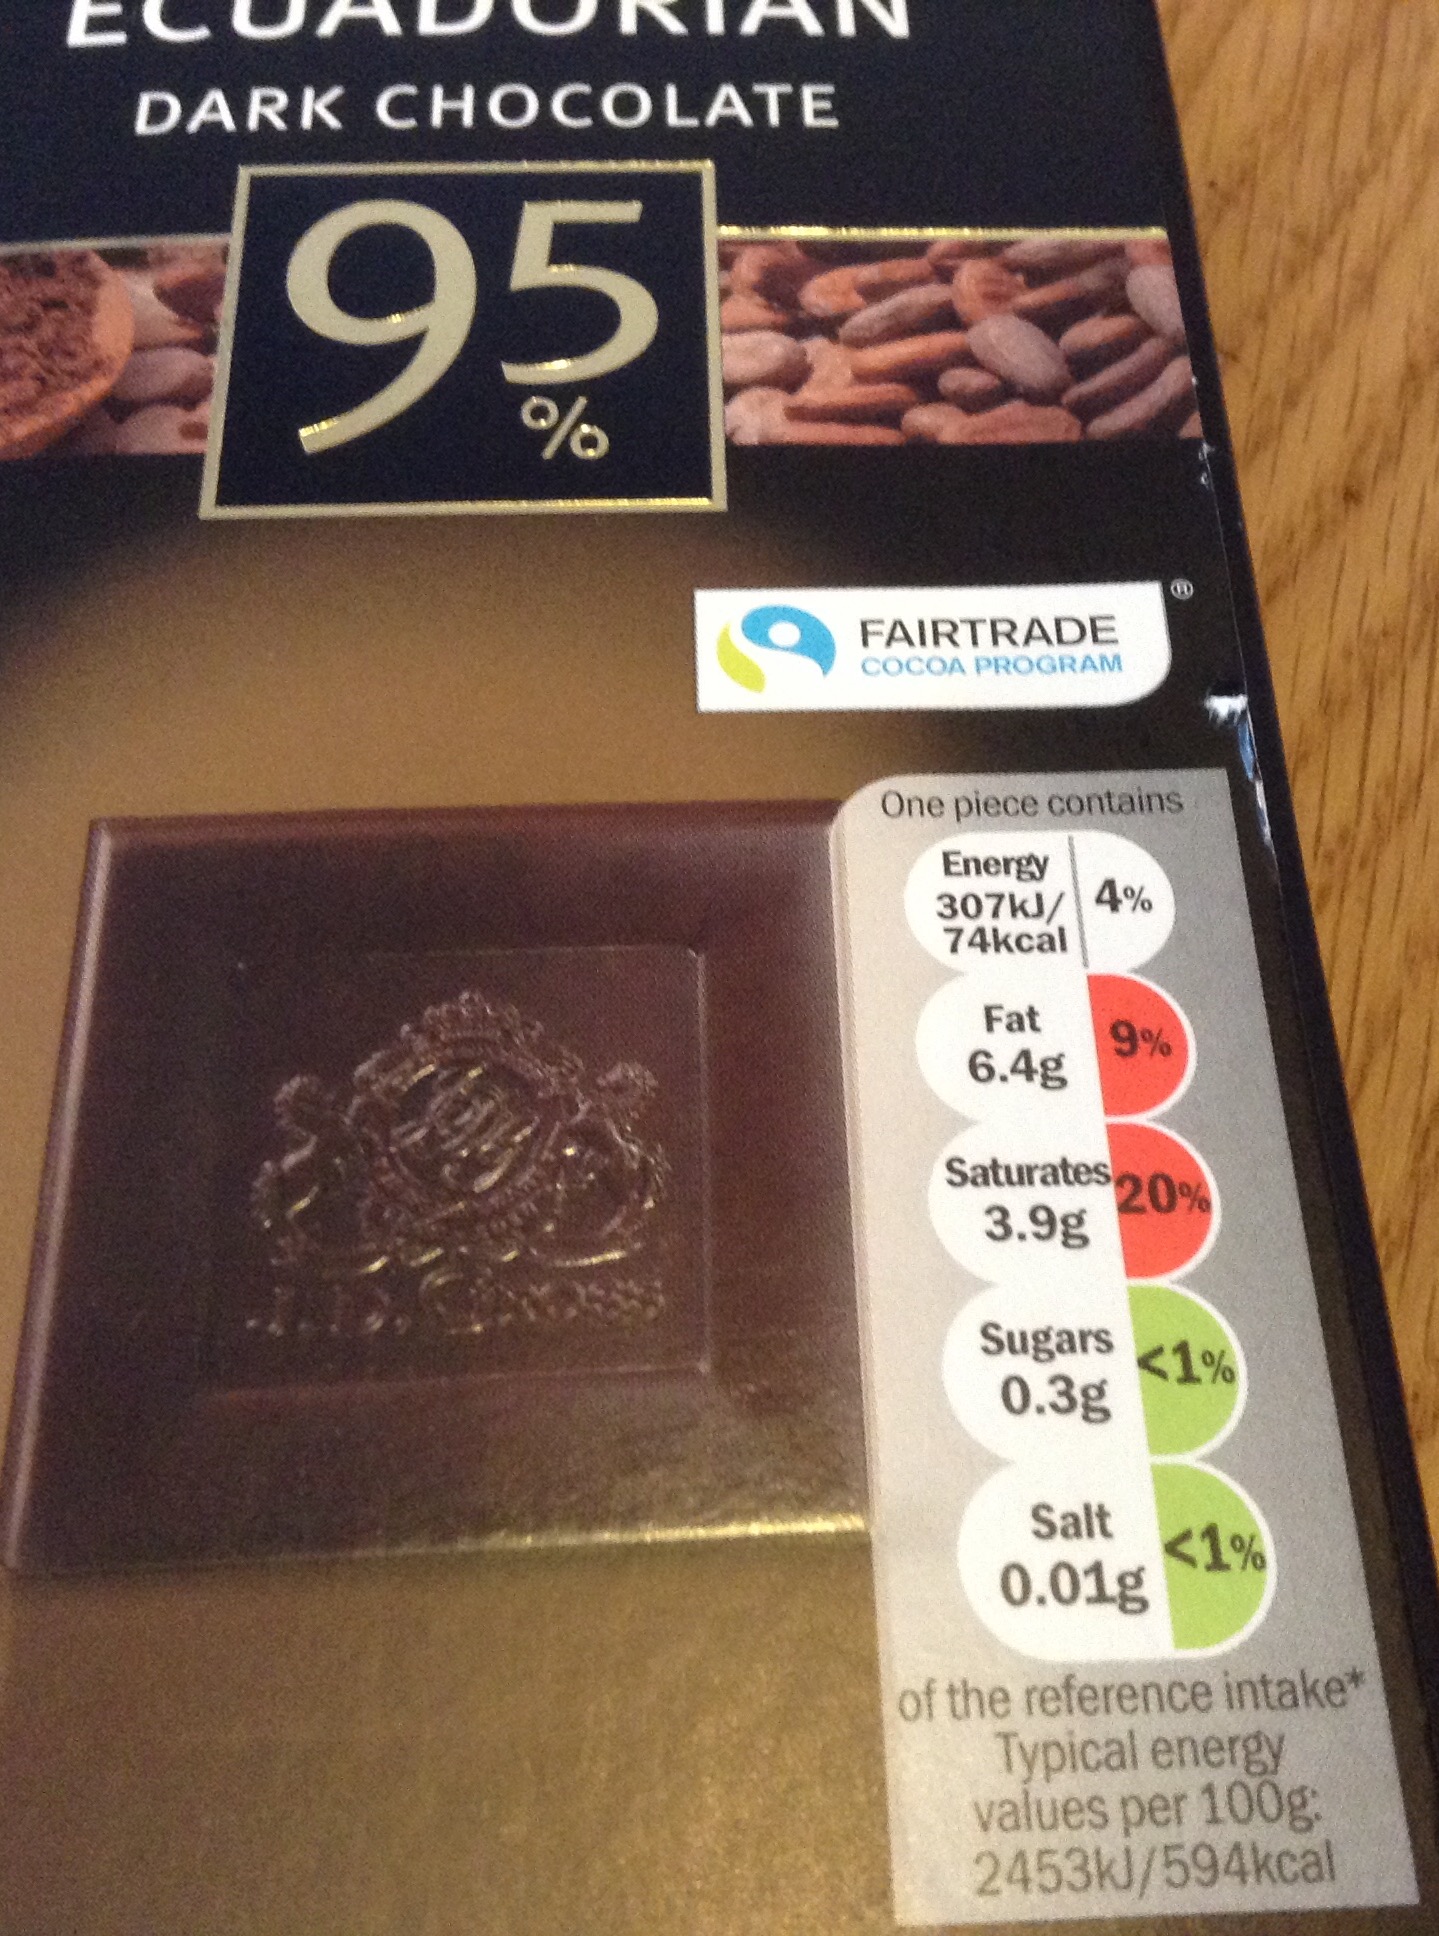 ECUADORIAN
DARK CHOCOLATE
95
%
®
FAIRTRADE
COCOA PROGRAM
One piece contains
Energy
307kJ/
74kcal
4%
Fat
6.4g
9%
Saturates
3.9g
20%
Sugars
0.3g
<1%
Salt
0.01g
<1%
of the reference intake*
Typical energy
values per 100g:
2453kJ/594kcal
J.D. Gross